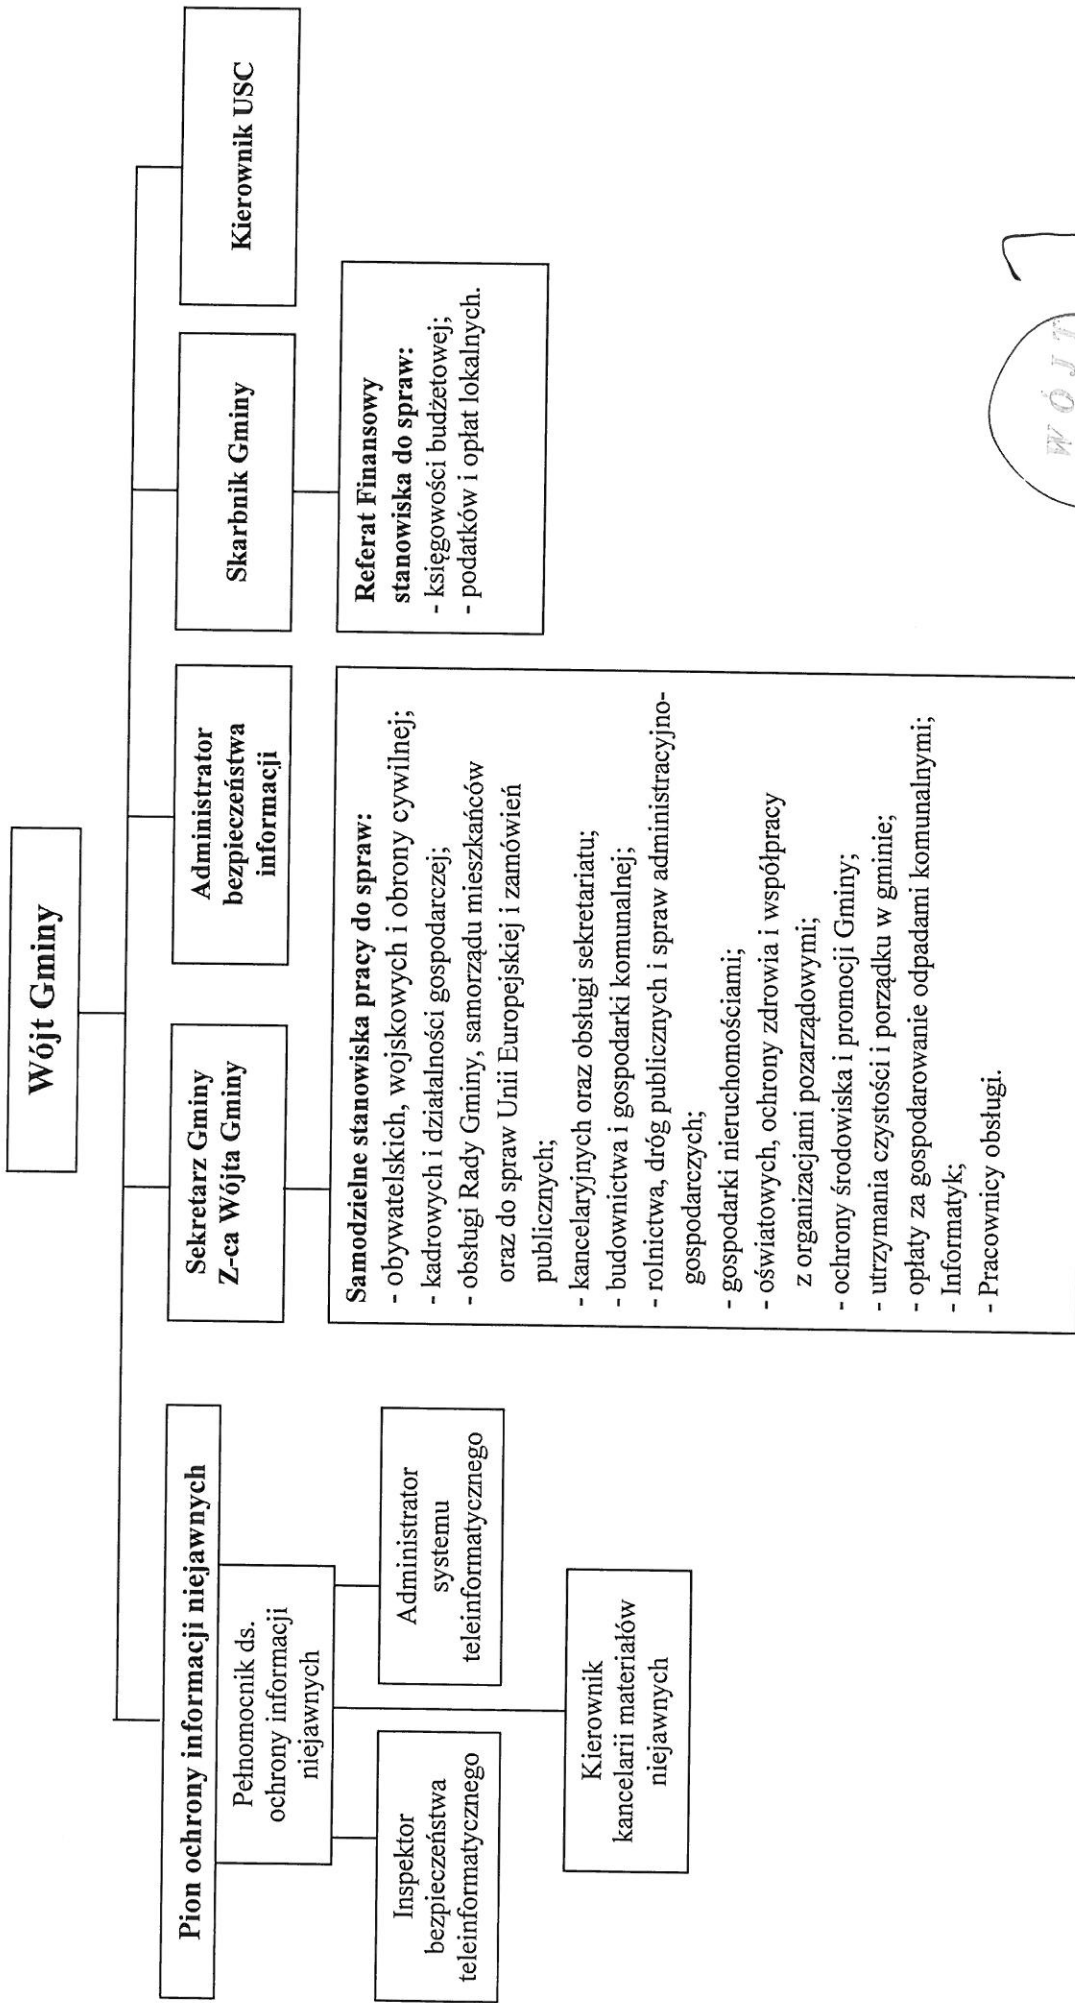 Wójt Gminy
Pion ochrony informacji niejawnych
Pełnomocnik ds.
ochrony informacji
niejawnych
Inspektor
bezpieczeństwa
teleinformatycznego
Administrator
systemu
teleinformatycznego
Kierownik
kancelarii materiałów
niejawnych
Sekretarz Gminy
Z-ca Wójta Gminy
Samodzielne stanowiska pracy do spraw:
- obywatelskich, wojskowych i obrony cywilnej;
- kadrowych i działalności gospodarczej;
- obsługi Rady Gminy, samorządu mieszkańców
oraz do spraw Unii Europejskiej i zamówień
publicznych;
- kancelaryjnych oraz obsługi sekretariatu;
- budownictwa i gospodarki komunalnej;
- rolnictwa, dróg publicznych i spraw administracyjno-
gospodarczych;
- gospodarki nieruchomościami;
- oświatowych, ochrony zdrowia i współpracy
z organizacjami pozarządowymi;
- ochrony środowiska i promocji Gminy;
- utrzymania czystości i porządku w gminie;
- opłaty za gospodarowanie odpadami komunalnymi;
- Informatyk;
- Pracownicy obsługi.
Administrator
bezpieczeństwa
informacji
Skarbnik Gminy
Referat Finansowy
stanowiska do spraw:
- księgowości budżetowej;
- podatków i opłat lokalnych.
Kierownik USC
WÓJT